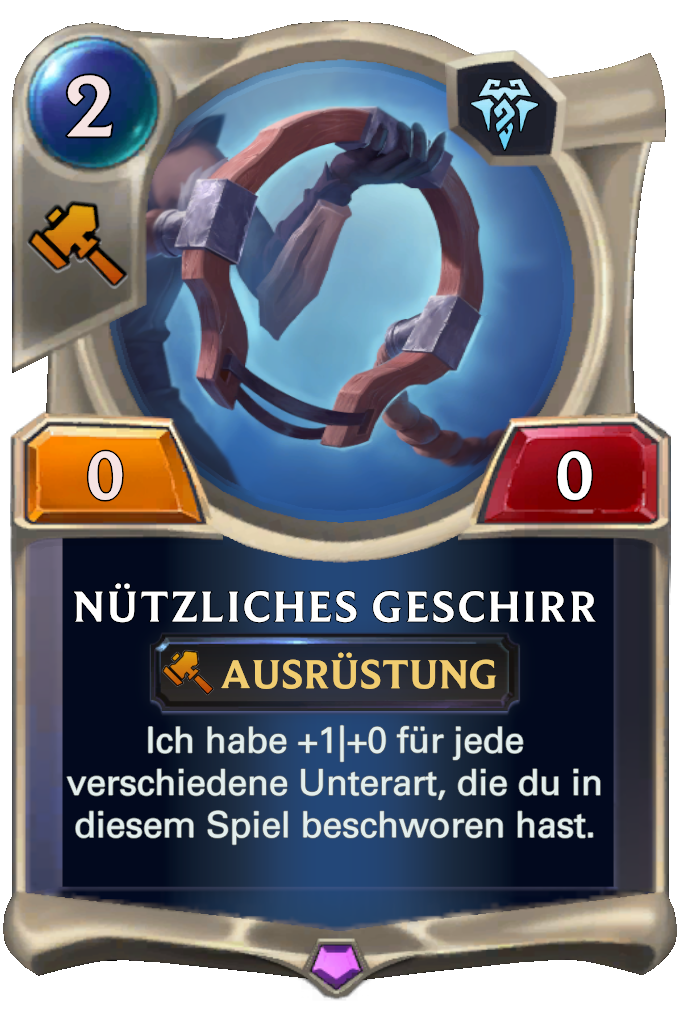 2
0
0
NÜTZLICHES GESCHIRR
AUSRÜSTUNG
Ich habe +1|+0 für jede
verschiedene Unterart, die du in
diesem Spiel beschworen hast.